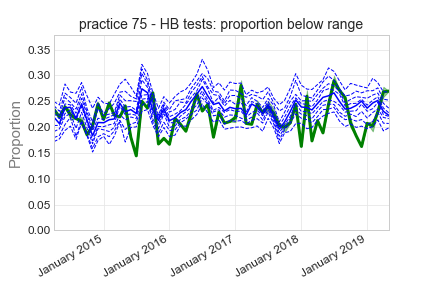 practice 75 - HB tests: proportion below range
Proportion
0.35
0.30
0.25
0.20
0.15
0.10
0.05
0.00
January 2015
January 2016
January 2017
January 2018
January 2019